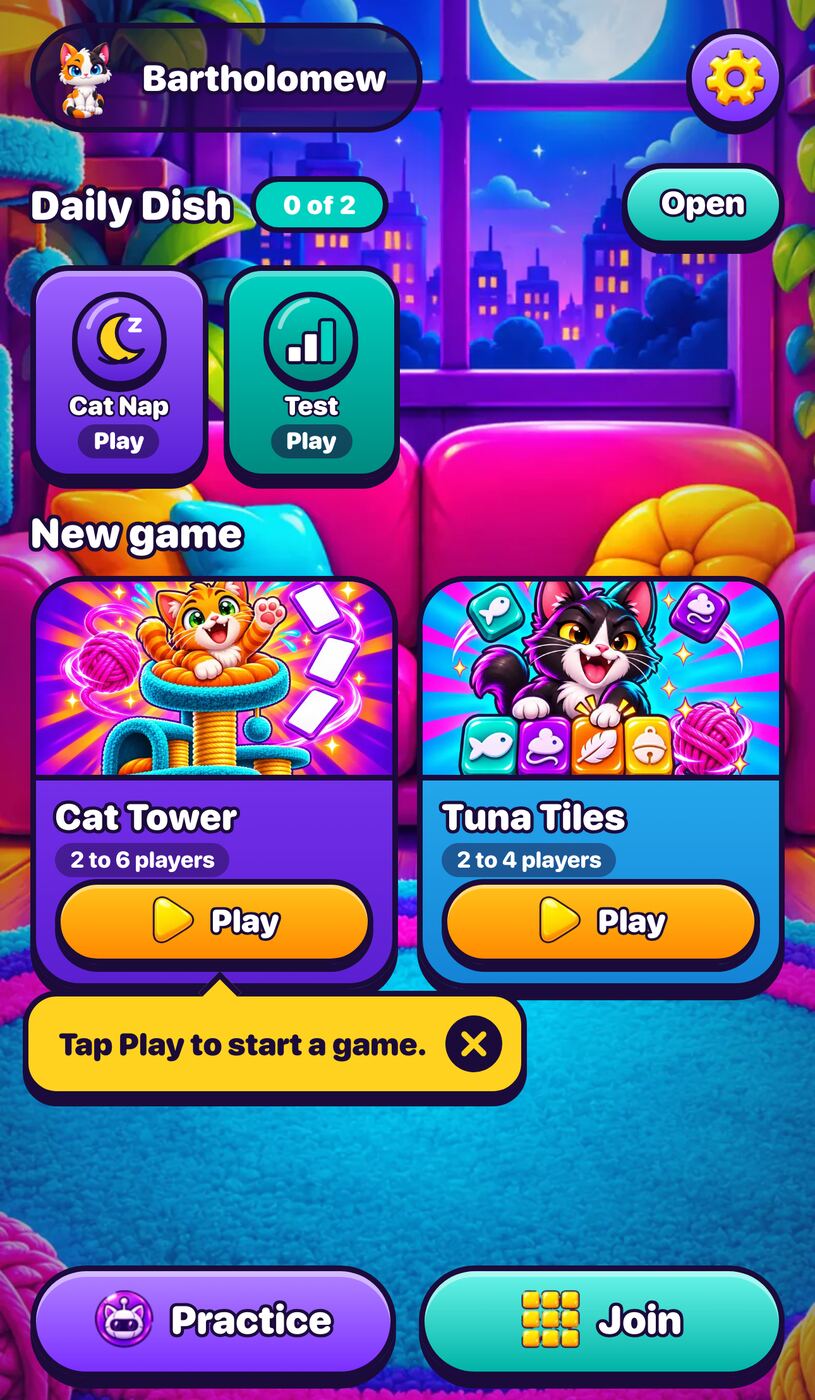 Bartholomew
Daily Dish
0 of 2
Open
z
Cat Nap
Play
Test
Play
New game
Cat Tower
2 to 6 players
Play
Tuna Tiles
2 to 4 players
Play
Tap Play to start a game.
Practice
Join